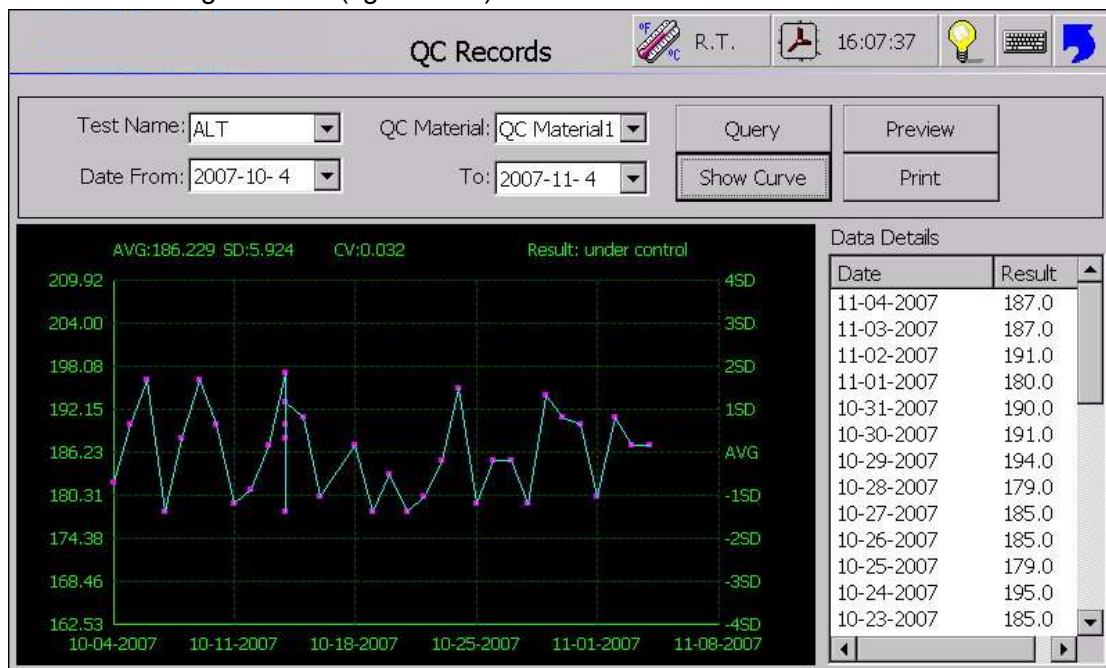 QC Records R.T. 16:07:37
°F
°C
Test Name: ALT QC Material: QC Material1 Query Preview
Date From: 2007-10- 4 To: 2007-11- 4 Show Curve Print
AVG:186.229 SD:5.924 CV:0.032 Result: under control
209.92 4SD
204.00 3SD
198.08 2SD
192.15 1SD
186.23 AVG
180.31 -1SD
174.38 -2SD
168.46 -3SD
162.53 -4SD
10-04-2007 10-11-2007 10-18-2007 10-25-2007 11-01-2007 11-08-2007
Data Details
Date Result
11-04-2007 187.0
11-03-2007 187.0
11-02-2007 191.0
11-01-2007 180.0
10-31-2007 190.0
10-30-2007 191.0
10-29-2007 194.0
10-28-2007 179.0
10-27-2007 185.0
10-26-2007 185.0
10-25-2007 179.0
10-24-2007 195.0
10-23-2007 185.0